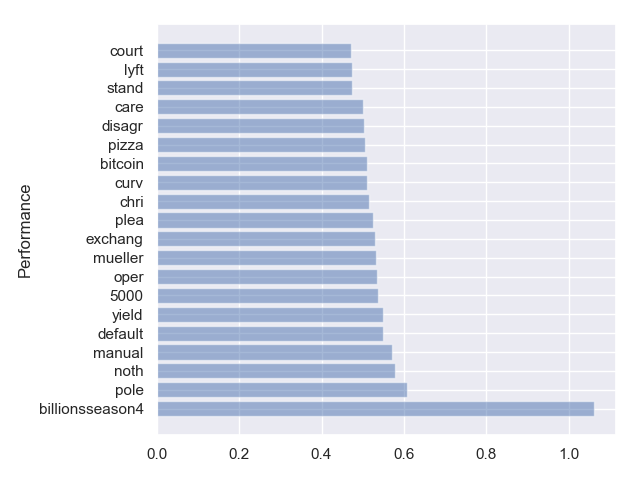 court
lyft
stand
care
disagr
pizza
bitcoin
curv
chri
plea
exchang
mueller
oper
5000
yield
default
manual
noth
pole
billionsseason4
Performance
0.0 0.2 0.4 0.6 0.8 1.0